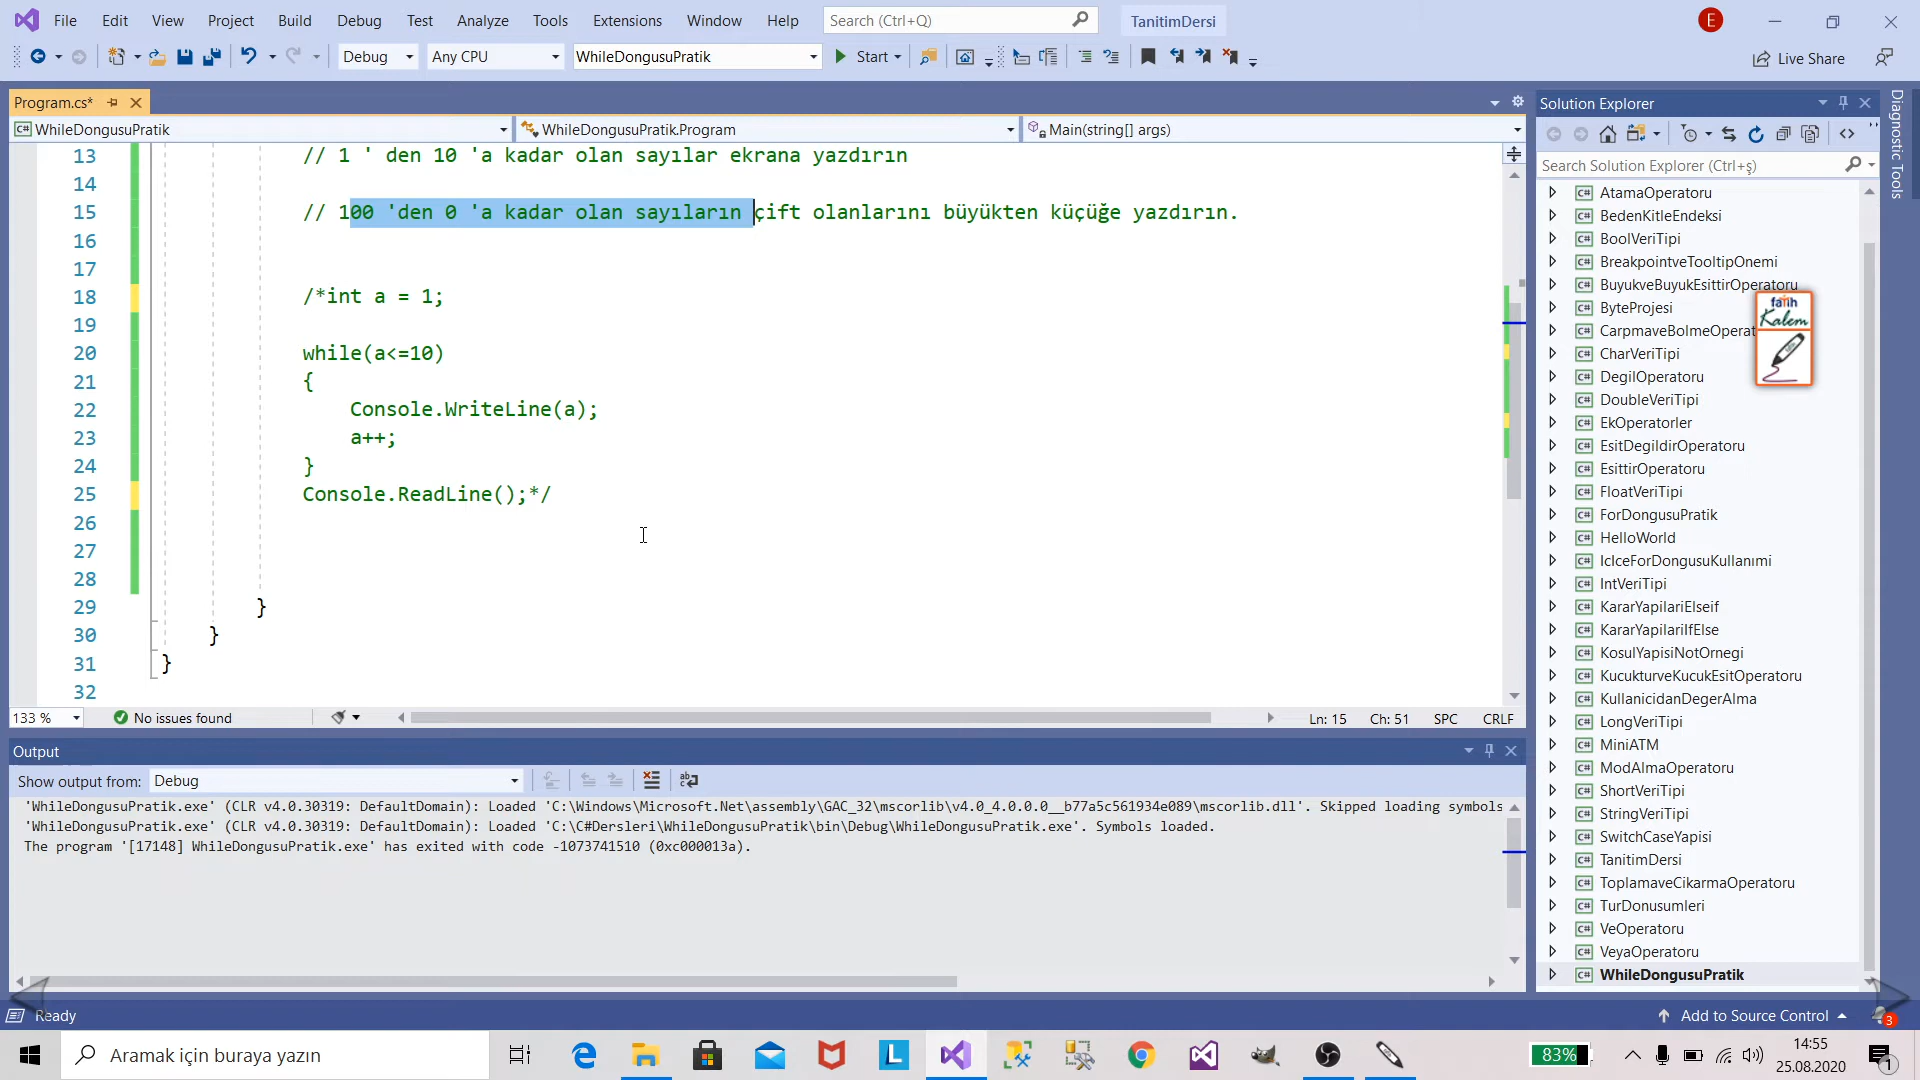 File Edit View Project Build Debug Test Analyze Tools Extensions Window Help Search (Ctrl+Q) TanitimDersi E
Debug Any CPU WhileDongusuPratik Start Live Share
Program.cs*
WhileDongusuPratik WhileDongusuPratik.Program Main(string[] args)
13 // 1 ' den 10 'a kadar olan sayılar ekrana yazdırın
14
15 // 100 'den 0 'a kadar olan sayıların çift olanlarını büyükten küçüğe yazdırın.
16
17
18 /*int a = 1;
19
20 while(a<=10)
21 {
22 Console.WriteLine(a);
23 a++;
24 }
25 Console.ReadLine();*/
26
27
28
29 }
30 }
31 }
32
133 % No issues found Ln: 15 Ch: 51 SPC CRLF
Output
Show output from: Debug
'WhileDongusuPratik.exe' (CLR v4.0.30319: DefaultDomain): Loaded 'C:\Windows\Microsoft.Net\assembly\GAC_32\mscorlib\v4.0_4.0.0.0__b77a5c561934e089\mscorlib.dll'. Skipped loading symbols
'WhileDongusuPratik.exe' (CLR v4.0.30319: DefaultDomain): Loaded 'C:\C#Dersleri\WhileDongusuPratik\bin\Debug\WhileDongusuPratik.exe'. Symbols loaded.
The program '[17148] WhileDongusuPratik.exe' has exited with code -1073741510 (0xc000013a).
Solution Explorer
Search Solution Explorer (Ctrl+ş)
C# AtamaOperatoru
C# BedenKitleEndeksi
C# BoolVeriTipi
C# BreakpointveTooltipOnemi
C# BuyukveBuyukEsittirOperatoru
C# ByteProjesi
C# CarpmaveBolmeOperat
C# CharVeriTipi
C# DegilOperatoru
C# DoubleVeriTipi
C# EkOperatorler
C# EsitDegildirOperatoru
C# EsittirOperatoru
C# FloatVeriTipi
C# ForDongusuPratik
C# HelloWorld
C# IcIceForDongusuKullanımi
C# IntVeriTipi
C# KararYapilariElseif
C# KararYapilariIfElse
C# KosulYapisiNotOrnegi
C# KucukturveKucukEsitOperatoru
C# KullanicidanDegerAlma
C# LongVeriTipi
C# MiniATM
C# ModAlmaOperatoru
C# ShortVeriTipi
C# StringVeriTipi
C# SwitchCaseYapisi
C# TanitimDersi
C# ToplamaveCikarmaOperatoru
C# TurDonusumleri
C# VeOperatoru
C# VeyaOperatoru
C# WhileDongusuPratik
fatih
Kalem
Diagnostic Tools
Ready Add to Source Control 3
Aramak için buraya yazın 83% 14:55
25.08.2020 1